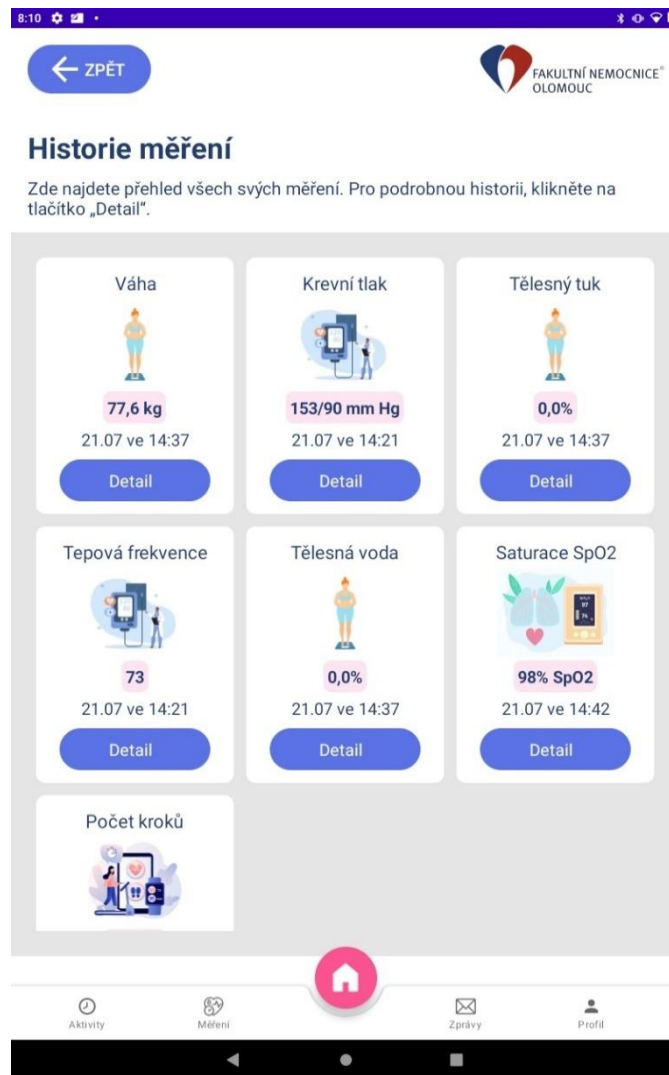 8:10
ZPĚT
FAKULTNÍ NEMOCNICE®
OLOMOUC
Historie měření
Zde najdete přehled všech svých měření. Pro podrobnou historii, klikněte na
tlačítko „Detail“.
Váha
77,6 kg
21.07 ve 14:37
Detail
Krevní tlak
153/90 mm Hg
21.07 ve 14:21
Detail
Tělesný tuk
0,0%
21.07 ve 14:37
Detail
Tepová frekvence
73
21.07 ve 14:21
Detail
Tělesná voda
0,0%
21.07 ve 14:37
Detail
Saturace SpO2
98% SpO2
21.07 ve 14:42
Detail
Počet kroků
Aktivity
Měření
Zprávy
Profil